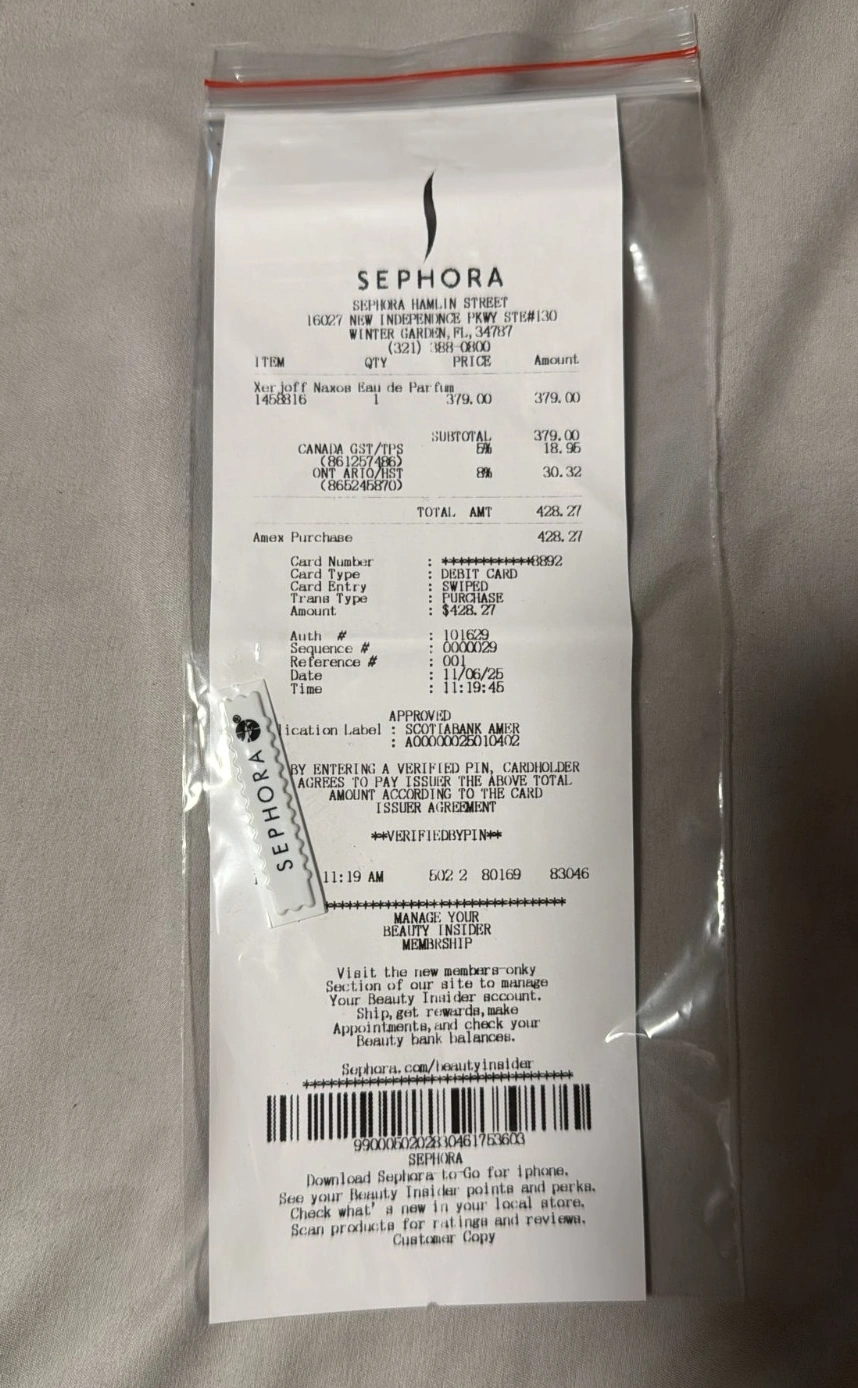 SEPHORA
SEPHORA HAMLIN STREET
16027 NEW INDEPENDNCE PKWY STE#130
WINTER GARDEN, FL, 34787
(321) 388-0800
ITEM QTY PRICE Amount
Xerjoff Naxos Eau de Parfum
1458816 1 379.00 379.00
SUBTOTAL 379.00
CANADA GST/TPS 5% 18.95
(861257486)
ONT ARTO/HST 8% 30.32
(865245870)
TOTAL AMT 428.27
Amex Purchase 428.27
Card Number : ************8892
Card Type : DEBIT CARD
Card Entry : SWIPED
Trans Type : PURCHASE
Amount : $428.27
Auth # : 101629
Sequence # : 0000029
Reference # : 001
Date : 11/06/25
Time : 11:19:45
APPROVED
lication Label : SCOTIABANK AMER
: A00000025010402
BY ENTERING A VERIFIED PIN, CARDHOLDER
AGREES TO PAY ISSUER THE ABOVE TOTAL
AMOUNT ACCORDING TO THE CARD
ISSUER AGREEMENT
**VERIFIEDBYPIN**
11:19 AM 502 2 80169 83046
SEPHORA
***********************************
MANAGE YOUR
BEAUTY INSIDER
MEMBRSHIP
Visit the new members-onky
Section of our site to manage
Your Beauty Insider account.
Ship, get rewards, make
Appointments, and check your
Beauty bank balances.
Sephora.com/beautyinsider
***************************************
9900050202830461753603
SEPHORA
Download Sephora to Go for iphone.
See your Beauty Insider points and perks.
Check what's new in your local store.
Scan products for ratings and reviews.
Customer Copy